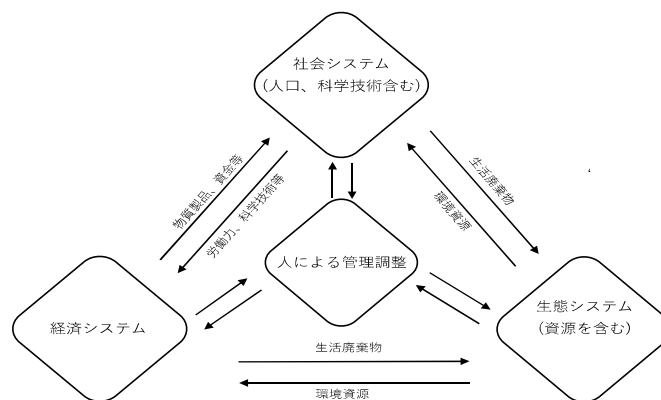 社会システム
(人口、科学技術含む)
物質製品、資金等
労働力、科学技術等
生活廃棄物
環境資源
人による管理調整
経済システム
生態システム
(資源を含む)
生活廃棄物
環境資源